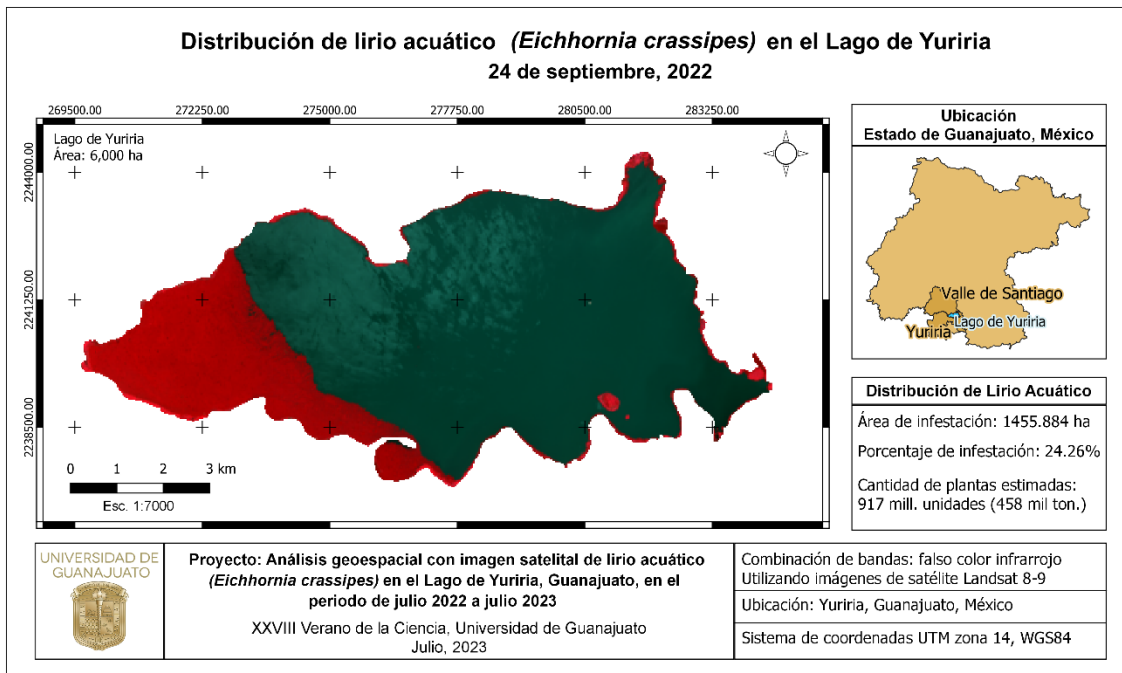 Distribución de lirio acuático (Eichhornia crassipes) en el Lago de Yuriria
24 de septiembre, 2022
269500.00 272250.00 275000.00 277500.00 280500.00 283250.00
Lago de Yuriria
Área: 6,000 ha
2244000.00
2241250.00
2238500.00
0 1 2 3 km
Esc. 1:7000
Ubicación
Estado de Guanajuato, México
Valle de Santiago
Lago de Yuriria
Yuriria
Distribución de Lirio Acuático
Área de infestación: 1455.884 ha
Porcentaje de infestación: 24.26%
Cantidad de plantas estimadas:
917 mill. unidades (458 mil ton.)
UNIVERSIDAD DE
GUANAJUATO
Proyecto: Análisis geoespacial con imagen satelital de lirio acuático
(Eichhornia crassipes) en el Lago de Yuriria, Guanajuato, en el
periodo de julio 2022 a julio 2023
XXVIII Verano de la Ciencia, Universidad de Guanajuato
Julio, 2023
Combinación de bandas: falso color infrarrojo
Utilizando imágenes de satélite Landsat 8-9
Ubicación: Yuriria, Guanajuato, México
Sistema de coordenadas UTM zona 14, WGS84